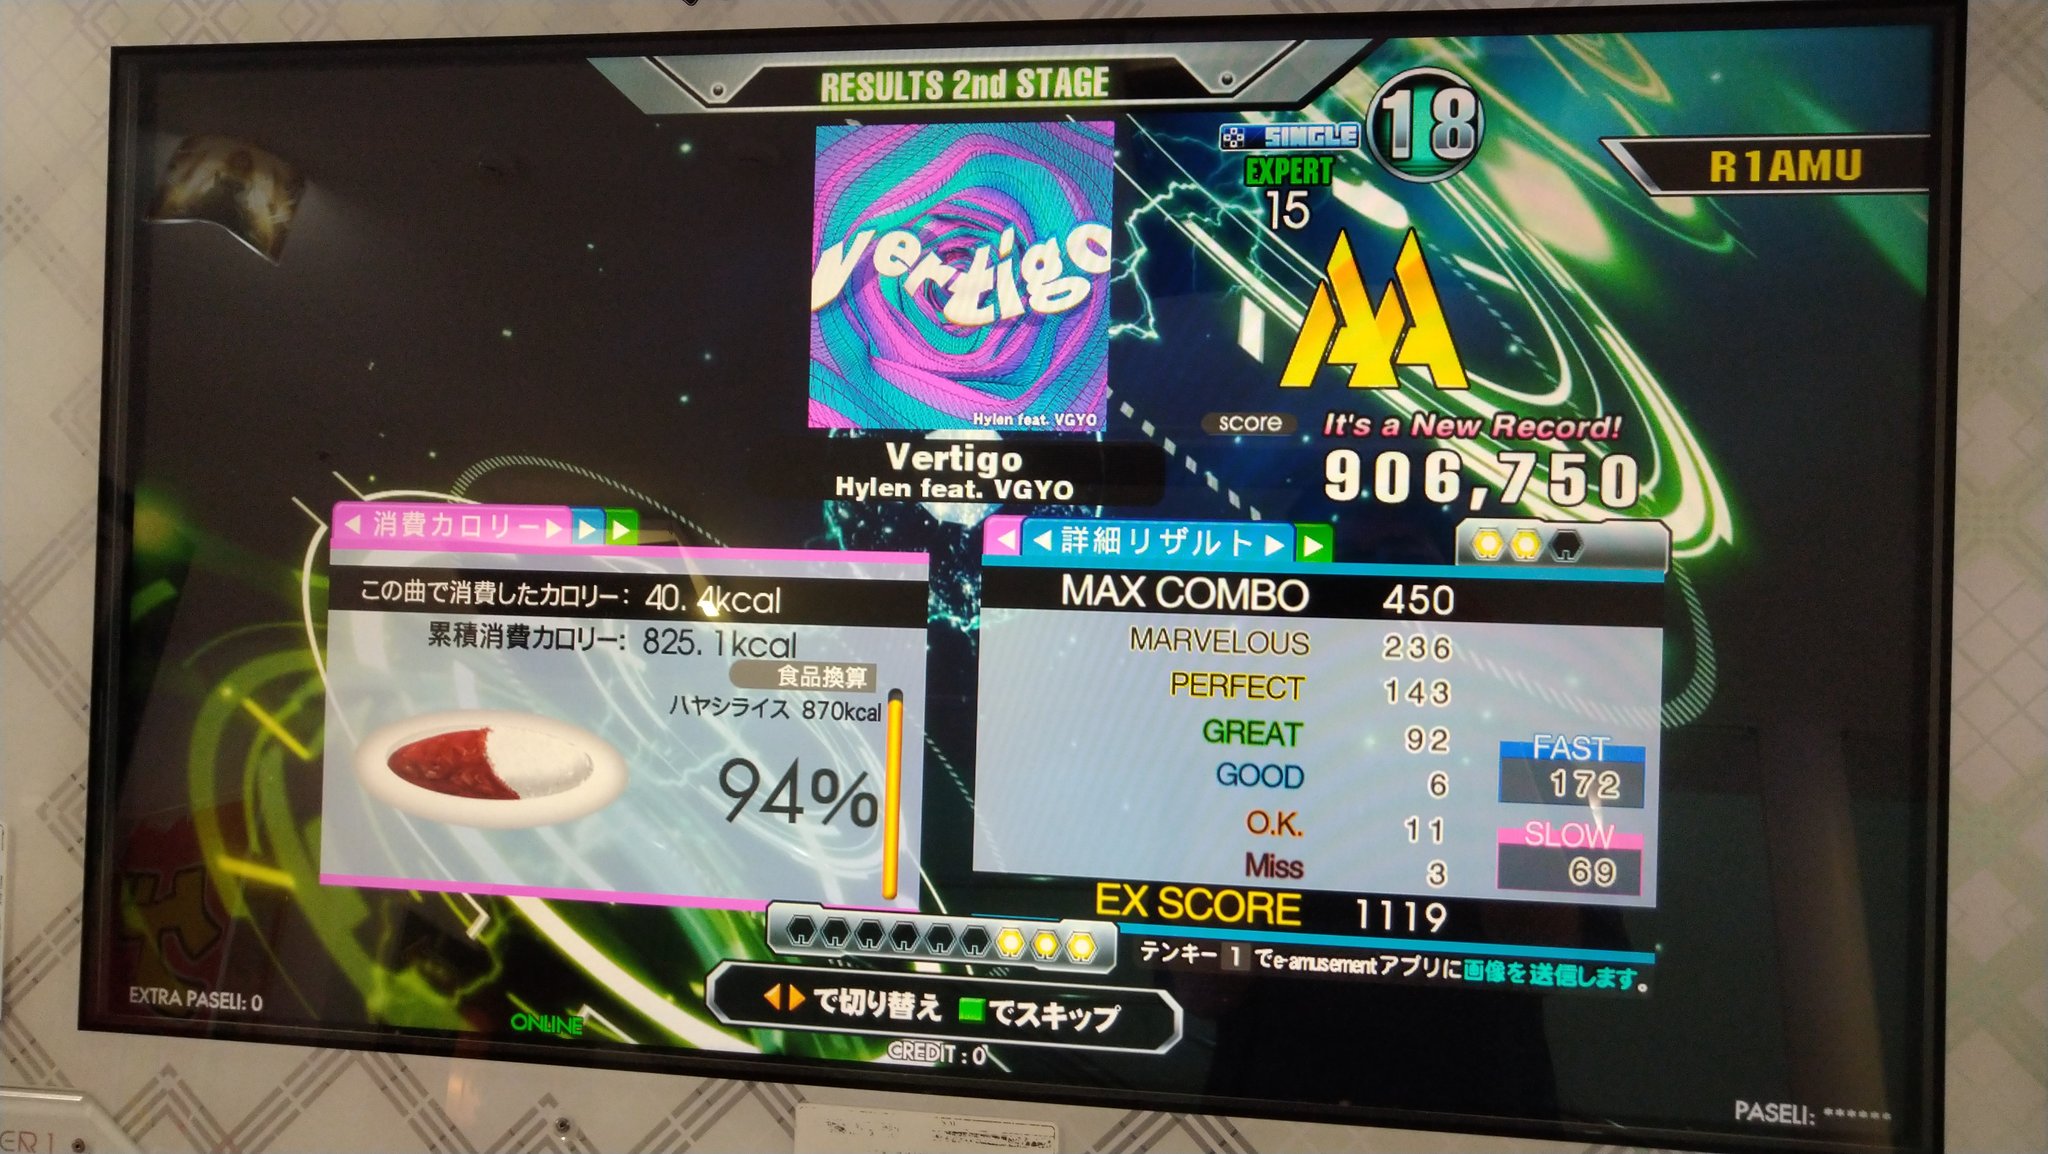 RESULTS 2nd STAGE
SINGLE
EXPERT
15
18
R1AMU
vertigo
Hylen feat. VGYO
AA
score
It's a New Record!
906,750
Vertigo
Hylen feat. VGYO
消費カロリー
この曲で消費したカロリー: 40.4kcal
累積消費カロリー: 825.1kcal
食品換算
ハヤシライス 870kcal
94%
詳細リザルト
MAX COMBO 450
MARVELOUS 236
PERFECT 143
GREAT 92
GOOD 6
O.K. 11
Miss 3
FAST
172
SLOW
69
EX SCORE 1119
テンキー 1 でe-amusementアプリに画像を送信します。
で切り替え でスキップ
EXTRA PASELI: 0
ONLINE
CREDIT : 0
PASELI: ******
ER 1